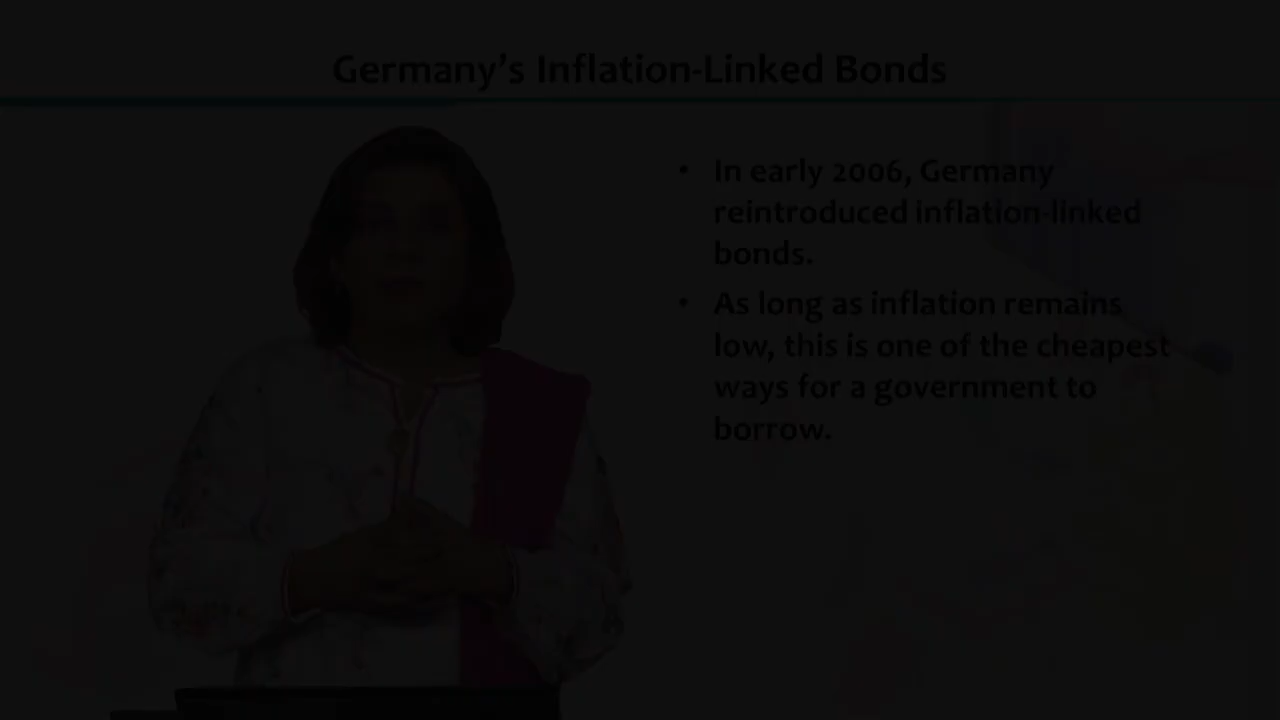 Germany's Inflation-Linked Bonds
• In early 2006, Germany
reintroduced inflation-linked
bonds.
• As long as inflation remains
low, this is one of the cheapest
ways for a government to
borrow.